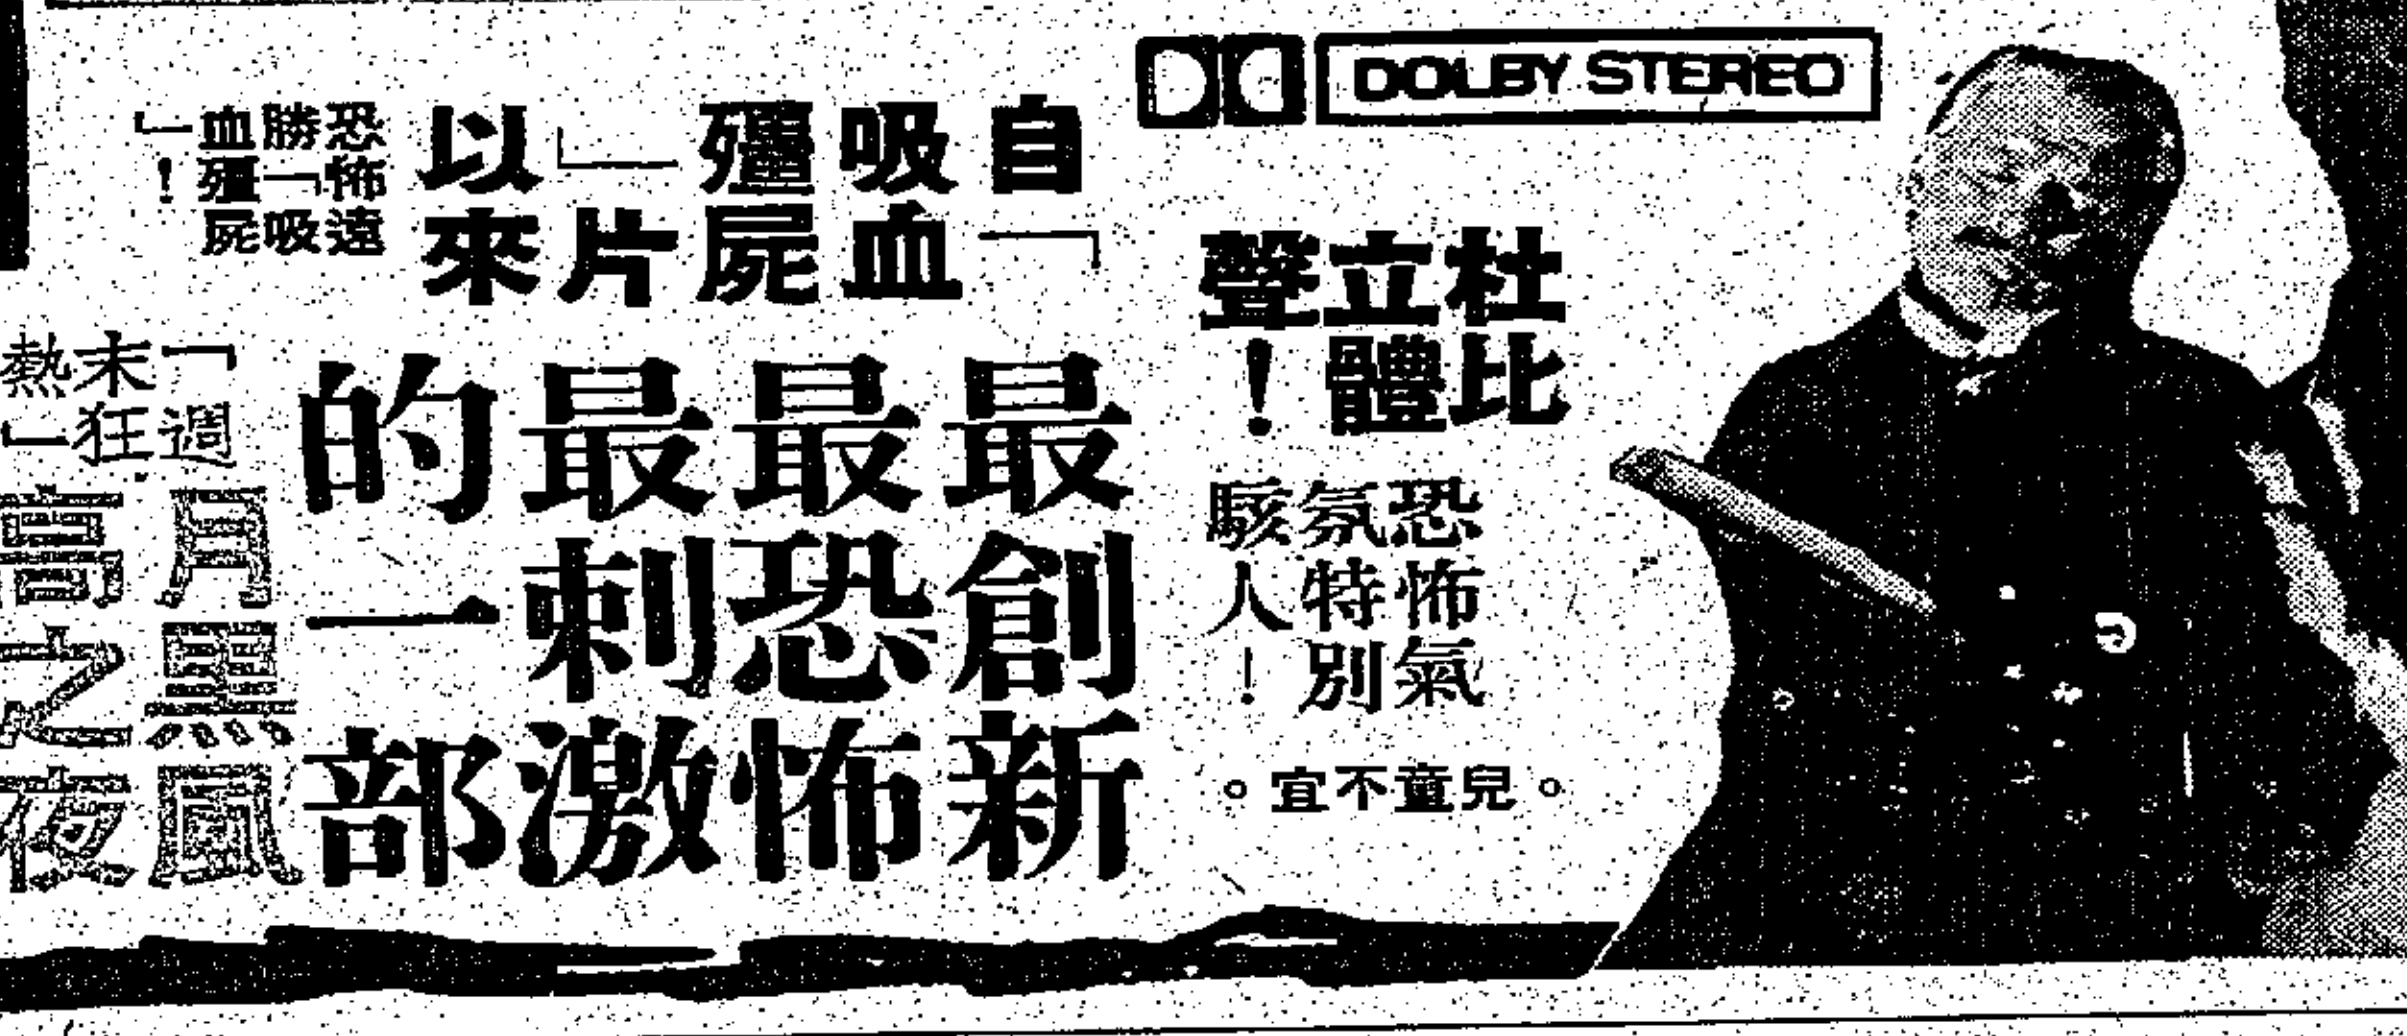 DOLBY STEREO
杜比
立體
聲！
恐怖氣
氛特別
駭人！
。兒童不宜。
自「
吸血
殭屍
」片
以來
恐怖遠
勝「吸
血殭屍
」！
最創新
最恐怖
最刺激
的一部
「週
末狂
熱」
月黑風
高之夜